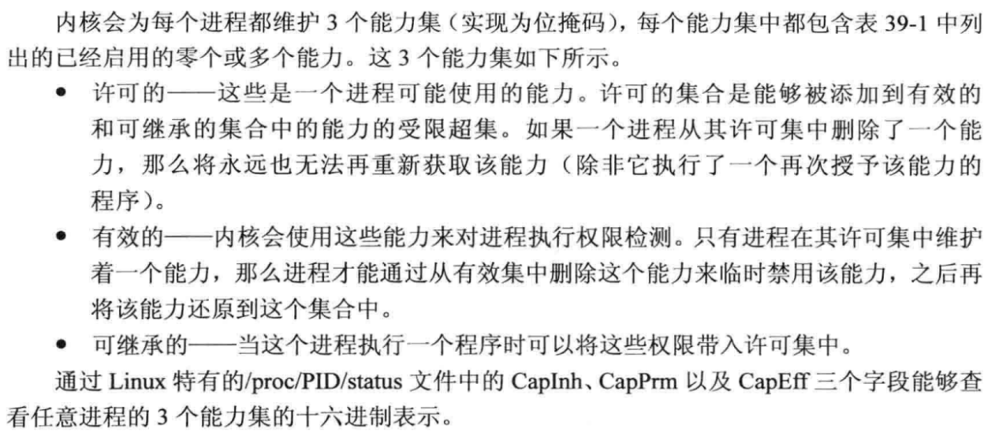 内核会为每个进程都维护 3 个能力集（实现为位掩码），每个能力集中都包含表 39-1 中列
出的已经启用的零个或多个能力。这 3 个能力集如下所示。
● 许可的——这些是一个进程可能使用的能力。许可的集合是能够被添加到有效的
和可继承的集合中的能力的受限超集。如果一个进程从其许可集中删除了一个能
力，那么将永远也无法再重新获取该能力（除非它执行了一个再次授予该能力的
程序）。
● 有效的——内核会使用这些能力来对进程执行权限检测。只有进程在其许可集中维护
着一个能力，那么进程才能通过从有效集中删除这个能力来临时禁用该能力，之后再
将该能力还原到这个集合中。
● 可继承的——当这个进程执行一个程序时可以将这些权限带入许可集中。
通过 Linux 特有的/proc/PID/status 文件中的 CapInh、CapPrm 以及 CapEff 三个字段能够查
看任意进程的 3 个能力集的十六进制表示。